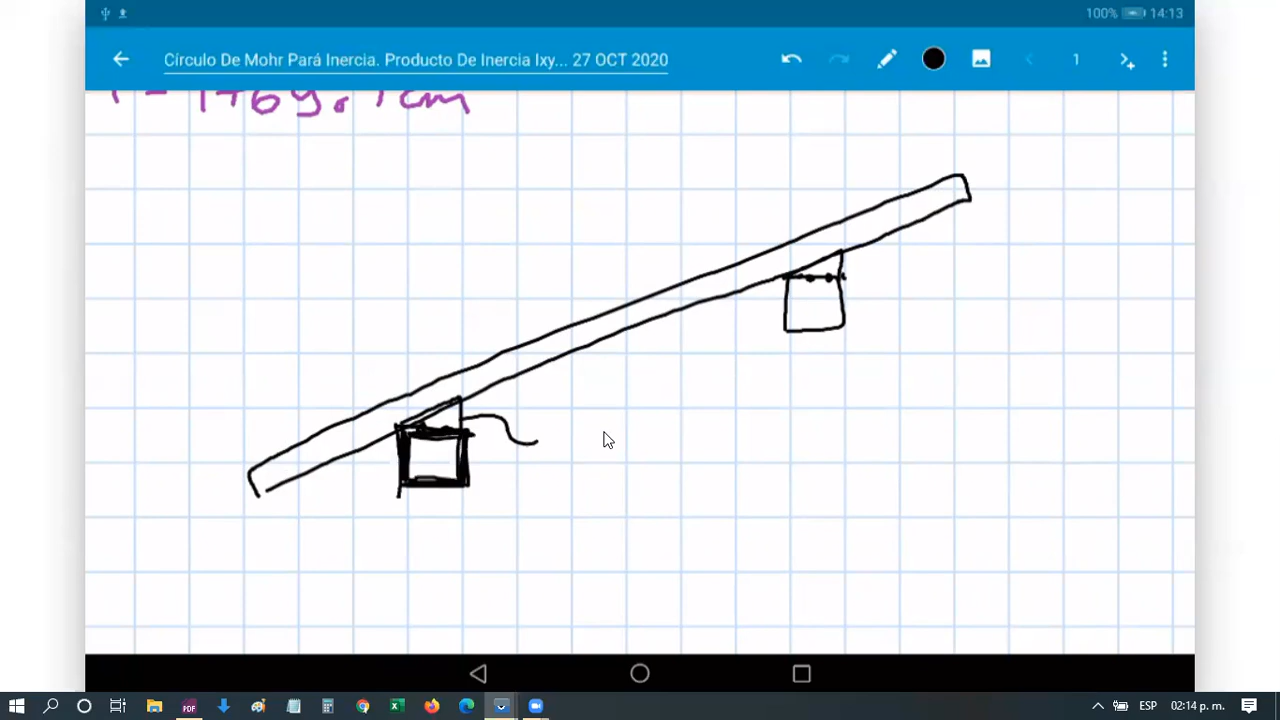 100% 14:13
Círculo De Mohr Pará Inercia. Producto De Inercia Ixy... 27 OCT 2020
1
ESP
02:14 p. m.